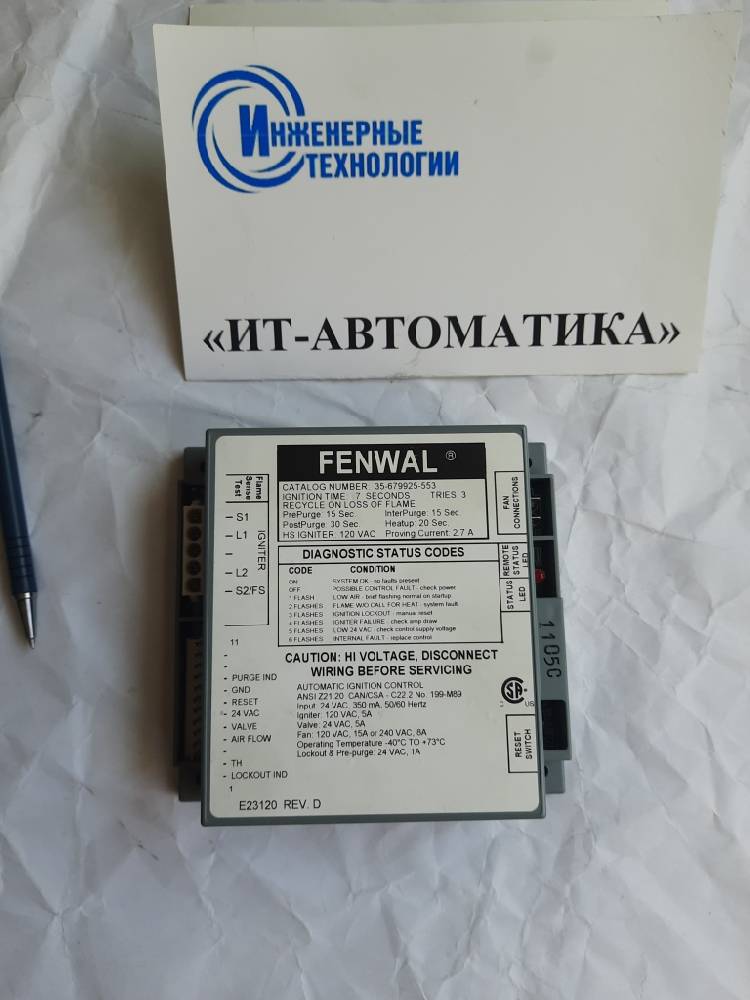 ИНЖЕНЕРНЫЕ
ТЕХНОЛОГИИ
«ИТ-АВТОМАТИКА»
FENWAL ®
CATALOG NUMBER: 35-679925-553
IGNITION TIME: 7 SECONDS TRIES 3
RECYCLE ON LOSS OF FLAME
PrePurge: 15 Sec. InterPurge: 15 Sec
PostPurge: 30 Sec. Heatup: 20 Sec.
HS IGNITER: 120 VAC Proving Current: 2.7 A
DIAGNOSTIC STATUS CODES
CODE CONDITION
ON SYSTEM OK - no faults present
OFF POSSIBLE CONTROL FAULT - check power
1 FLASH LOW AIR - brief flashing normal on startup
2 FLASHES FLAME W/O CALL FOR HEAT - system fault
3 FLASHES IGNITION LOCKOUT - manual reset
4 FLASHES IGNITER FAILURE - check amp draw
5 FLASHES LOW 24 VAC - check control supply voltage
6 FLASHES INTERNAL FAULT - replace control
CAUTION: HI VOLTAGE, DISCONNECT
WIRING BEFORE SERVICING
AUTOMATIC IGNITION CONTROL
ANSI Z21.20 CAN/CSA - C22.2 No. 199-M89
Input: 24 VAC, 350 mA, 50/60 Hertz
Igniter: 120 VAC, 5A
Valve: 24 VAC, 5A
Fan: 120 VAC, 15A or 240 VAC, 8A
Operating Temperature -40°C TO +73°C
Lockout & Pre-purge: 24 VAC, 1A
Flame
Sense
Test
- S1
- L1
-
- L2
- S2/FS
IGNITER
11
-
-
- PURGE IND
- GND
- RESET
- 24 VAC
- VALVE
- AIR FLOW
-
- TH
- LOCKOUT IND
1
E23120 REV. D
FAN
CONNECTIONS
REMOTE
STATUS
LED
STATUS
LED
1105C
US
RESET
SWITCH